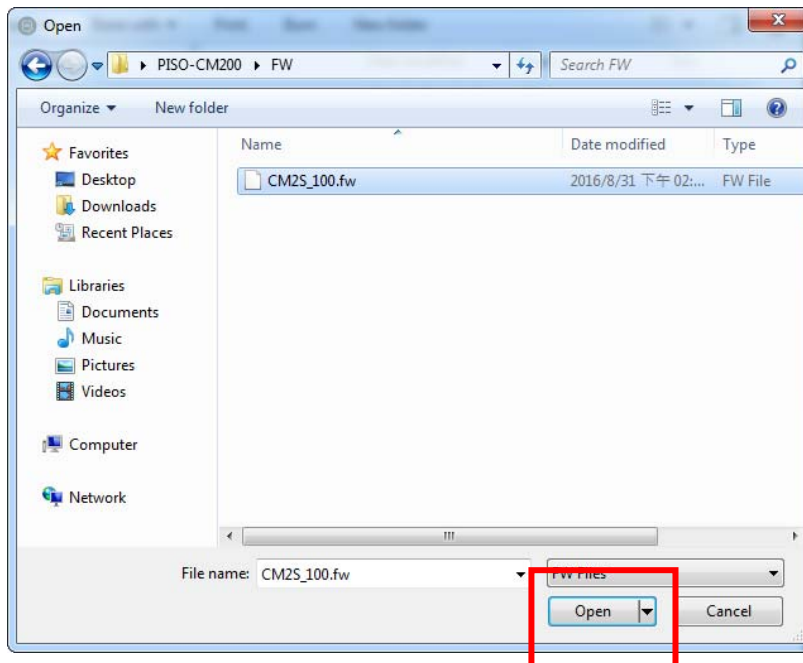 Open
PISO-CM200 FW Search FW
Organize New folder
Name Date modified Type
Favorites
Desktop
Downloads
Recent Places
CM2S_100.fw 2016/8/31 下午 02:... FW File
Libraries
Documents
Music
Pictures
Videos
Computer
Network
File name: CM2S_100.fw FW Files
Open Cancel